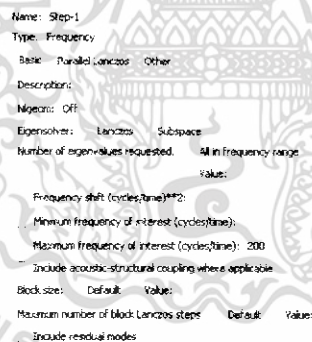 Name: Step-1
Type: Frequency
Basic Parallel Lanczos Other
Description:
Nlgeom: Off
Eigensolver: Lanczos Subspace
Number of eigenvalues requested. All in frequency range
Value:
Frequency shift (cycles/time)**2:
Minimum frequency of interest (cycles/time):
Maximum frequency of interest (cycles/time): 200
Include acoustic-structural coupling where applicable
Block size: Default Value:
Maximum number of block Lanczos steps Default Value:
Include residual modes